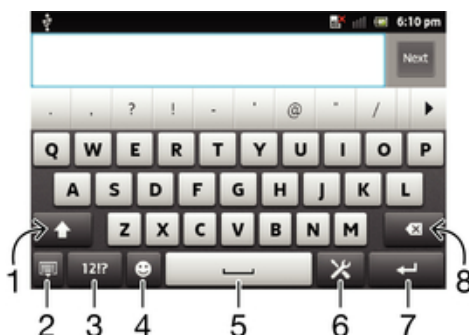 6:10 pm
Next
. , ? ! - ' @ " /
Q W E R T Y U I O P
A S D F G H J K L
1 Z X C V B N M 8
12!?
2 3 4 5 6 7